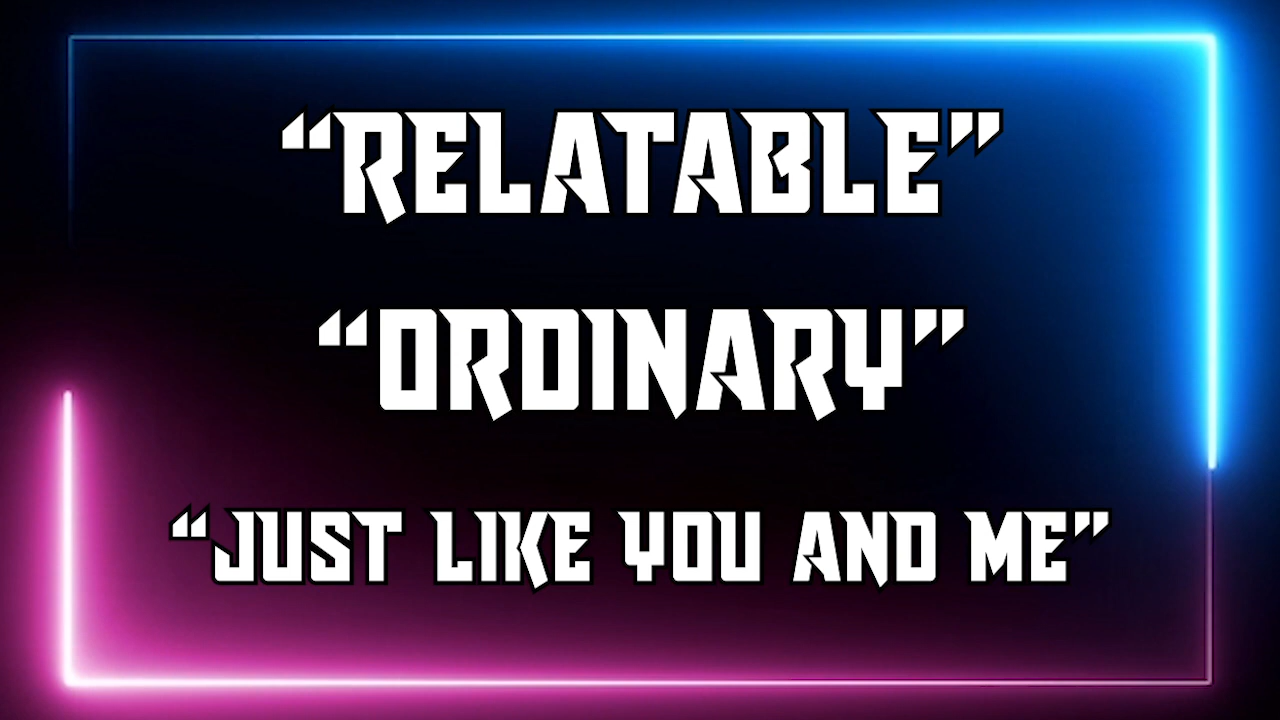 “RELATABLE”
“ORDINARY”
“JUST LIKE YOU AND ME”